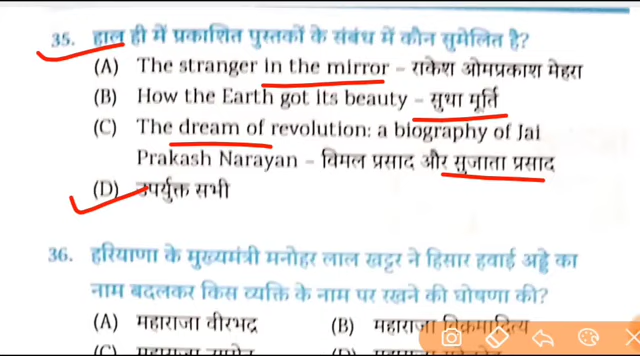 35. हाल ही में प्रकाशित पुस्तकों के संबंध में कौन सुमेलित है?
(A) The stranger in the mirror – राकेश ओमप्रकाश मेहरा
(B) How the Earth got its beauty – सुधा मूर्ति
(C) The dream of revolution: a biography of Jai
Prakash Narayan – विमल प्रसाद और सुजाता प्रसाद
(D) उपर्युक्त सभी
36. हरियाणा के मुख्यमंत्री मनोहर लाल खट्टर ने हिसार हवाई अड्डे का
नाम बदलकर किस व्यक्ति के नाम पर रखने की घोषणा की?
(A) महाराजा वीरभद्र (B) महाराजा विक्रमादित्य
(C) महाराजा